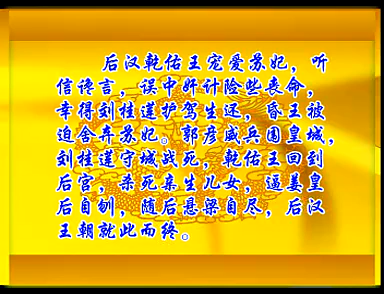 后汉乾佑王宠爱苏妃，听
信谗言，误中奸计险些丧命，
幸得刘桂莲护驾生还，昏王被
迫舍弃苏妃。郭彦威兵围皇城，
刘桂莲守城战死，乾佑王回到
后宫，杀死亲生儿女，逼妻皇
后自刎，随后悬梁自尽，后汉
王朝就此而终。